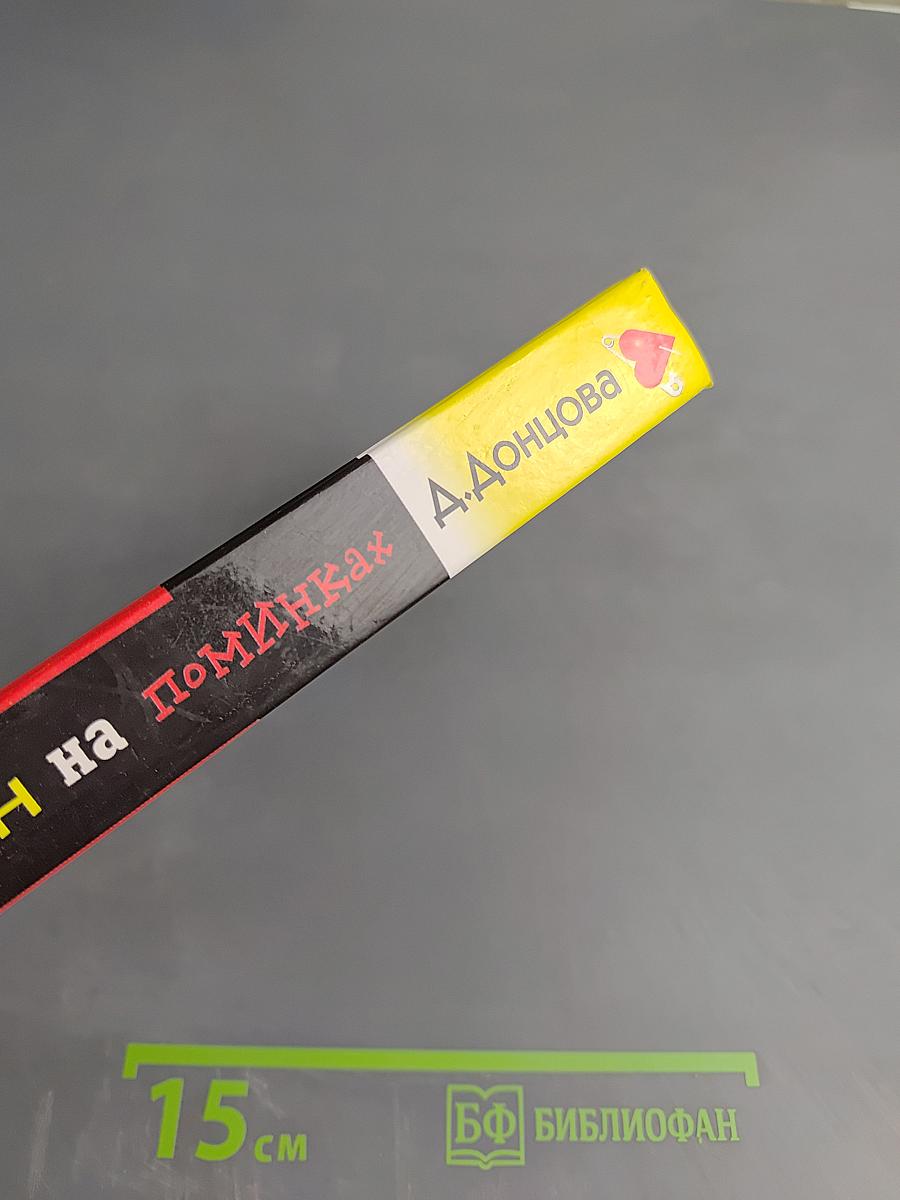 Д.Донцова
Н на поминках
15 см
БФ БИБЛИОФАН